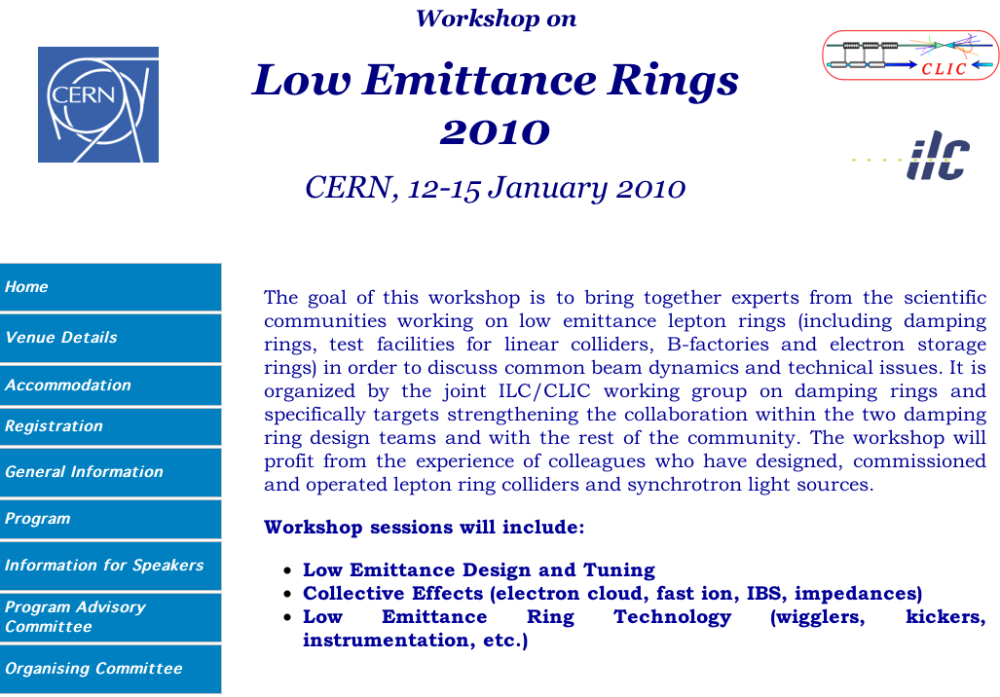 Workshop on
Low Emittance Rings
2010
CERN, 12-15 January 2010
CERN
CLIC
ilc
Home
Venue Details
Accommodation
Registration
General Information
Program
Information for Speakers
Program Advisory
Committee
Organising Committee
The goal of this workshop is to bring together experts from the scientific
communities working on low emittance lepton rings (including damping
rings, test facilities for linear colliders, B-factories and electron storage
rings) in order to discuss common beam dynamics and technical issues. It is
organized by the joint ILC/CLIC working group on damping rings and
specifically targets strengthening the collaboration within the two damping
ring design teams and with the rest of the community. The workshop will
profit from the experience of colleagues who have designed, commissioned
and operated lepton ring colliders and synchrotron light sources.
Workshop sessions will include:
• Low Emittance Design and Tuning
• Collective Effects (electron cloud, fast ion, IBS, impedances)
• Low Emittance Ring Technology (wigglers, kickers,
instrumentation, etc.)